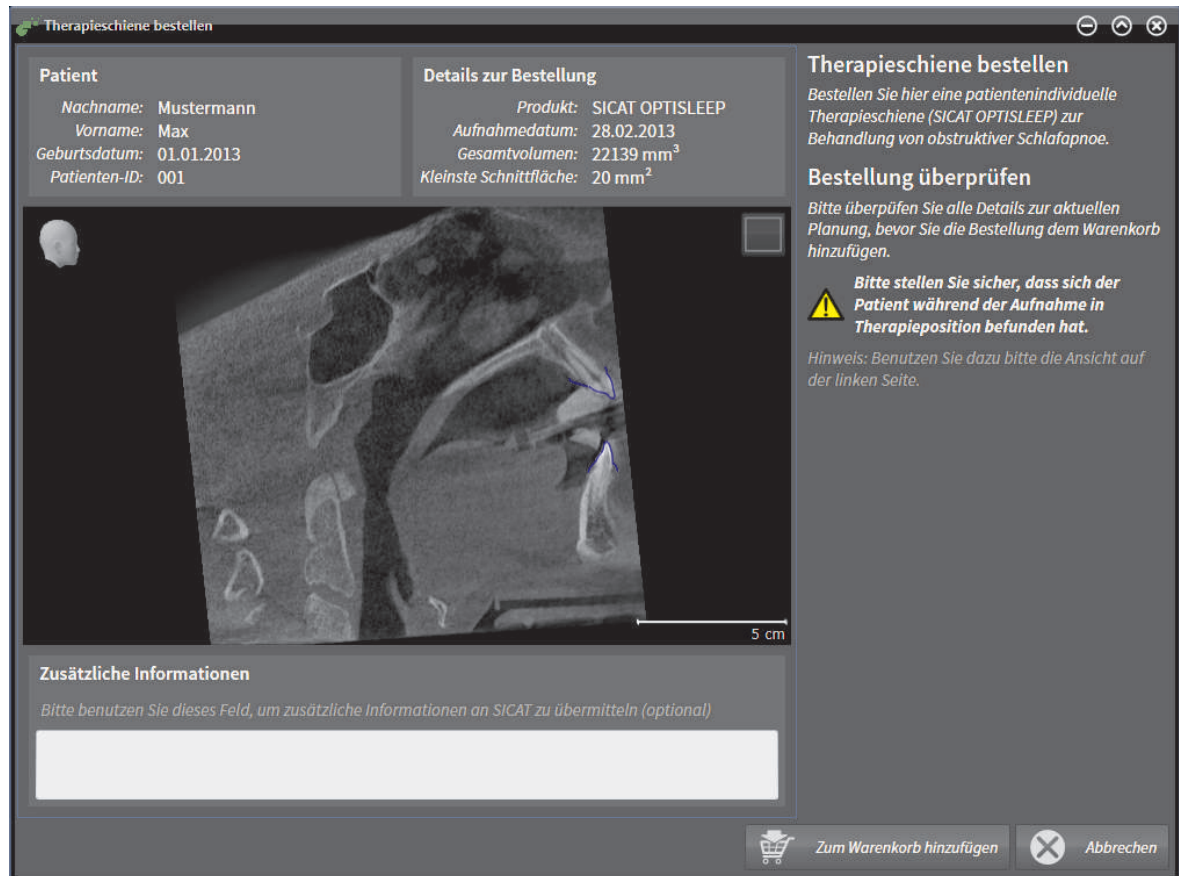 Therapieschiene bestellen
Patient
Nachname: Mustermann
Vorname: Max
Geburtsdatum: 01.01.2013
Patienten-ID: 001
Details zur Bestellung
Produkt: SICAT OPTISLEEP
Aufnahmedatum: 28.02.2013
Gesamtvolumen: 22139 mm³
Kleinste Schnittfläche: 20 mm²
5 cm
Zusätzliche Informationen
Bitte benutzen Sie dieses Feld, um zusätzliche Informationen an SICAT zu übermitteln (optional)
Therapieschiene bestellen
Bestellen Sie hier eine patientenindividuelle
Therapieschiene (SICAT OPTISLEEP) zur
Behandlung von obstruktiver Schlafapnoe.
Bestellung überprüfen
Bitte überpüfen Sie alle Details zur aktuellen
Planung, bevor Sie die Bestellung dem Warenkorb
hinzufügen.
Bitte stellen Sie sicher, dass sich der
Patient während der Aufnahme in
Therapieposition befunden hat.
Hinweis: Benutzen Sie dazu bitte die Ansicht auf
der linken Seite.
Zum Warenkorb hinzufügen
Abbrechen